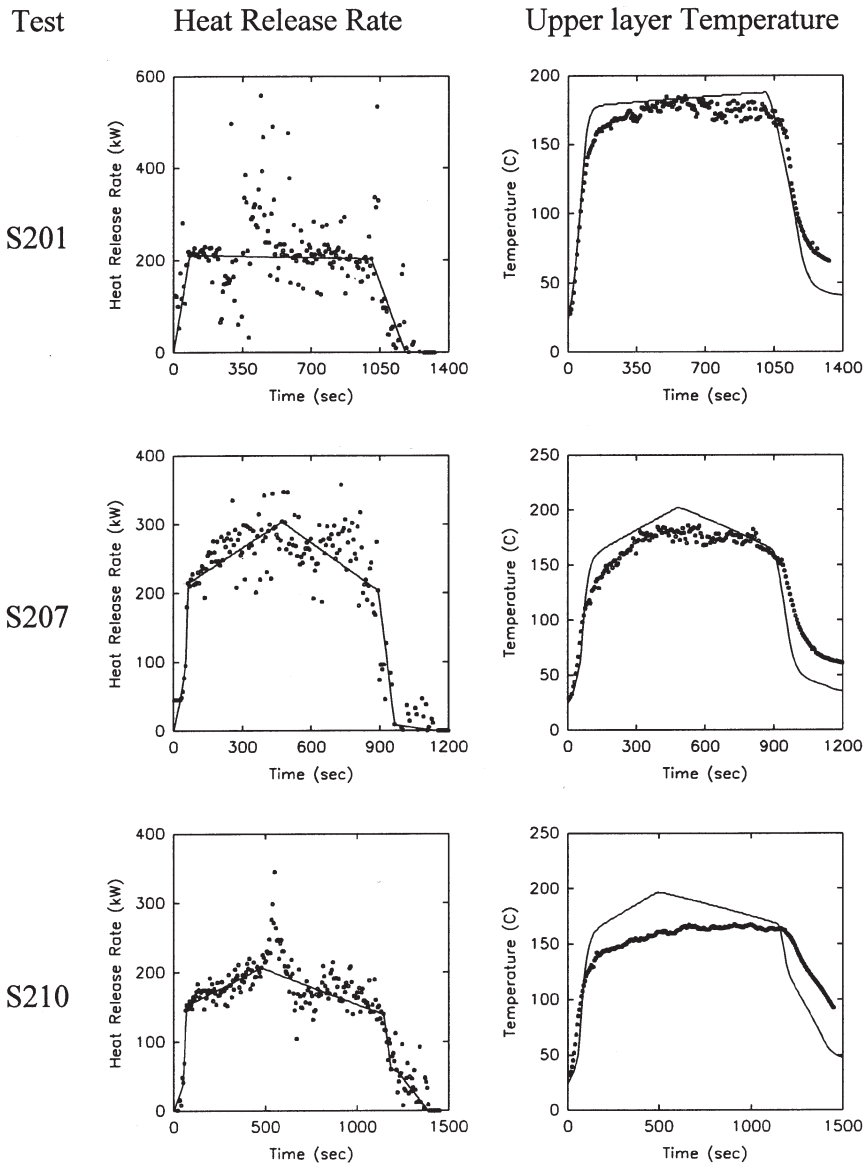 Test Heat Release Rate Upper layer Temperature
S201
Heat Release Rate (kW)
600
400
200
0
0 350 700 1050 1400
Time (sec)
Temperature (C)
200
150
100
50
0
0 350 700 1050 1400
Time (sec)
S207
Heat Release Rate (kW)
400
300
200
100
0
0 300 600 900 1200
Time (sec)
Temperature (C)
250
200
150
100
50
0
0 300 600 900 1200
Time (sec)
S210
Heat Release Rate (kW)
400
300
200
100
0
0 500 1000 1500
Time (sec)
Temperature (C)
250
200
150
100
50
0
0 500 1000 1500
Time (sec)